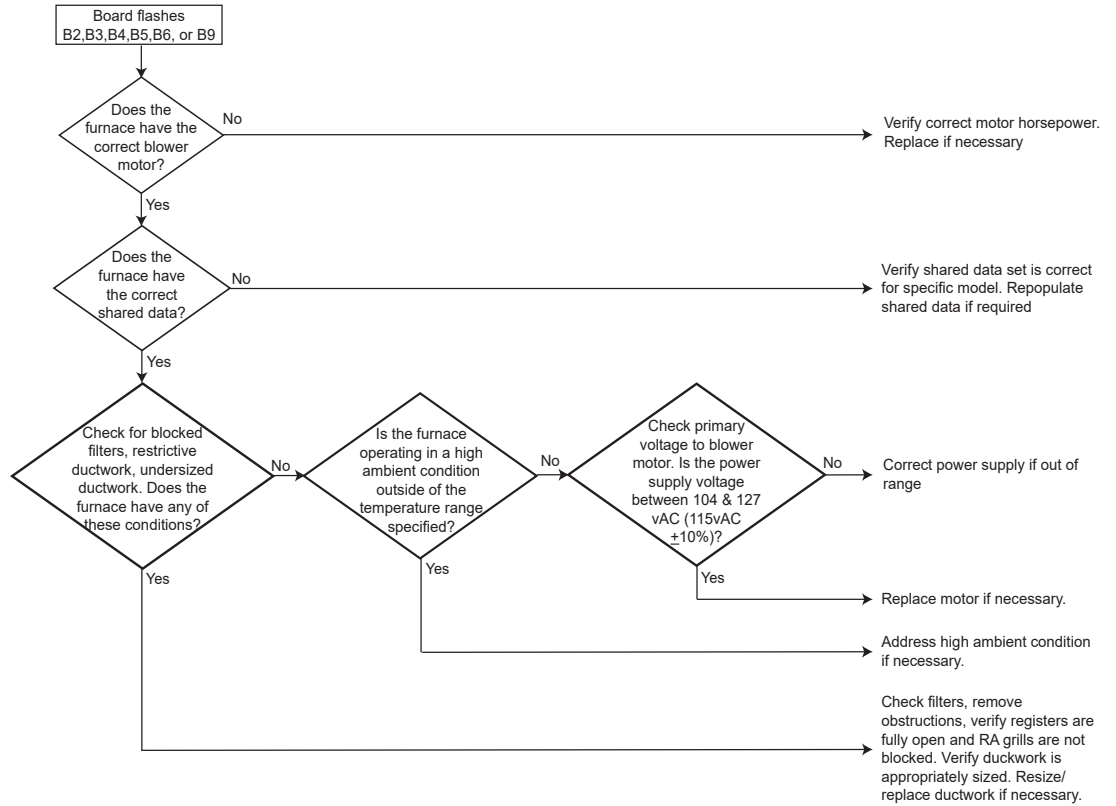 Board flashes
B2,B3,B4,B5,B6, or B9
Does the
furnace have the
correct blower
motor?
No
Verify correct motor horsepower.
Replace if necessary
Yes
Does the
furnace have
the correct
shared data?
No
Verify shared data set is correct
for specific model. Repopulate
shared data if required
Yes
Check for blocked
filters, restrictive
ductwork, undersized
ductwork. Does the
furnace have any of
these conditions?
No
Is the furnace
operating in a high
ambient condition
outside of the
temperature range
specified?
No
Check primary
voltage to blower
motor. Is the power
supply voltage
between 104 & 127
vAC (115vAC
±10%)?
No
Correct power supply if out of
range
Yes
Replace motor if necessary.
Yes
Address high ambient condition
if necessary.
Yes
Check filters, remove
obstructions, verify registers are
fully open and RA grills are not
blocked. Verify duckwork is
appropriately sized. Resize/
replace ductwork if necessary.